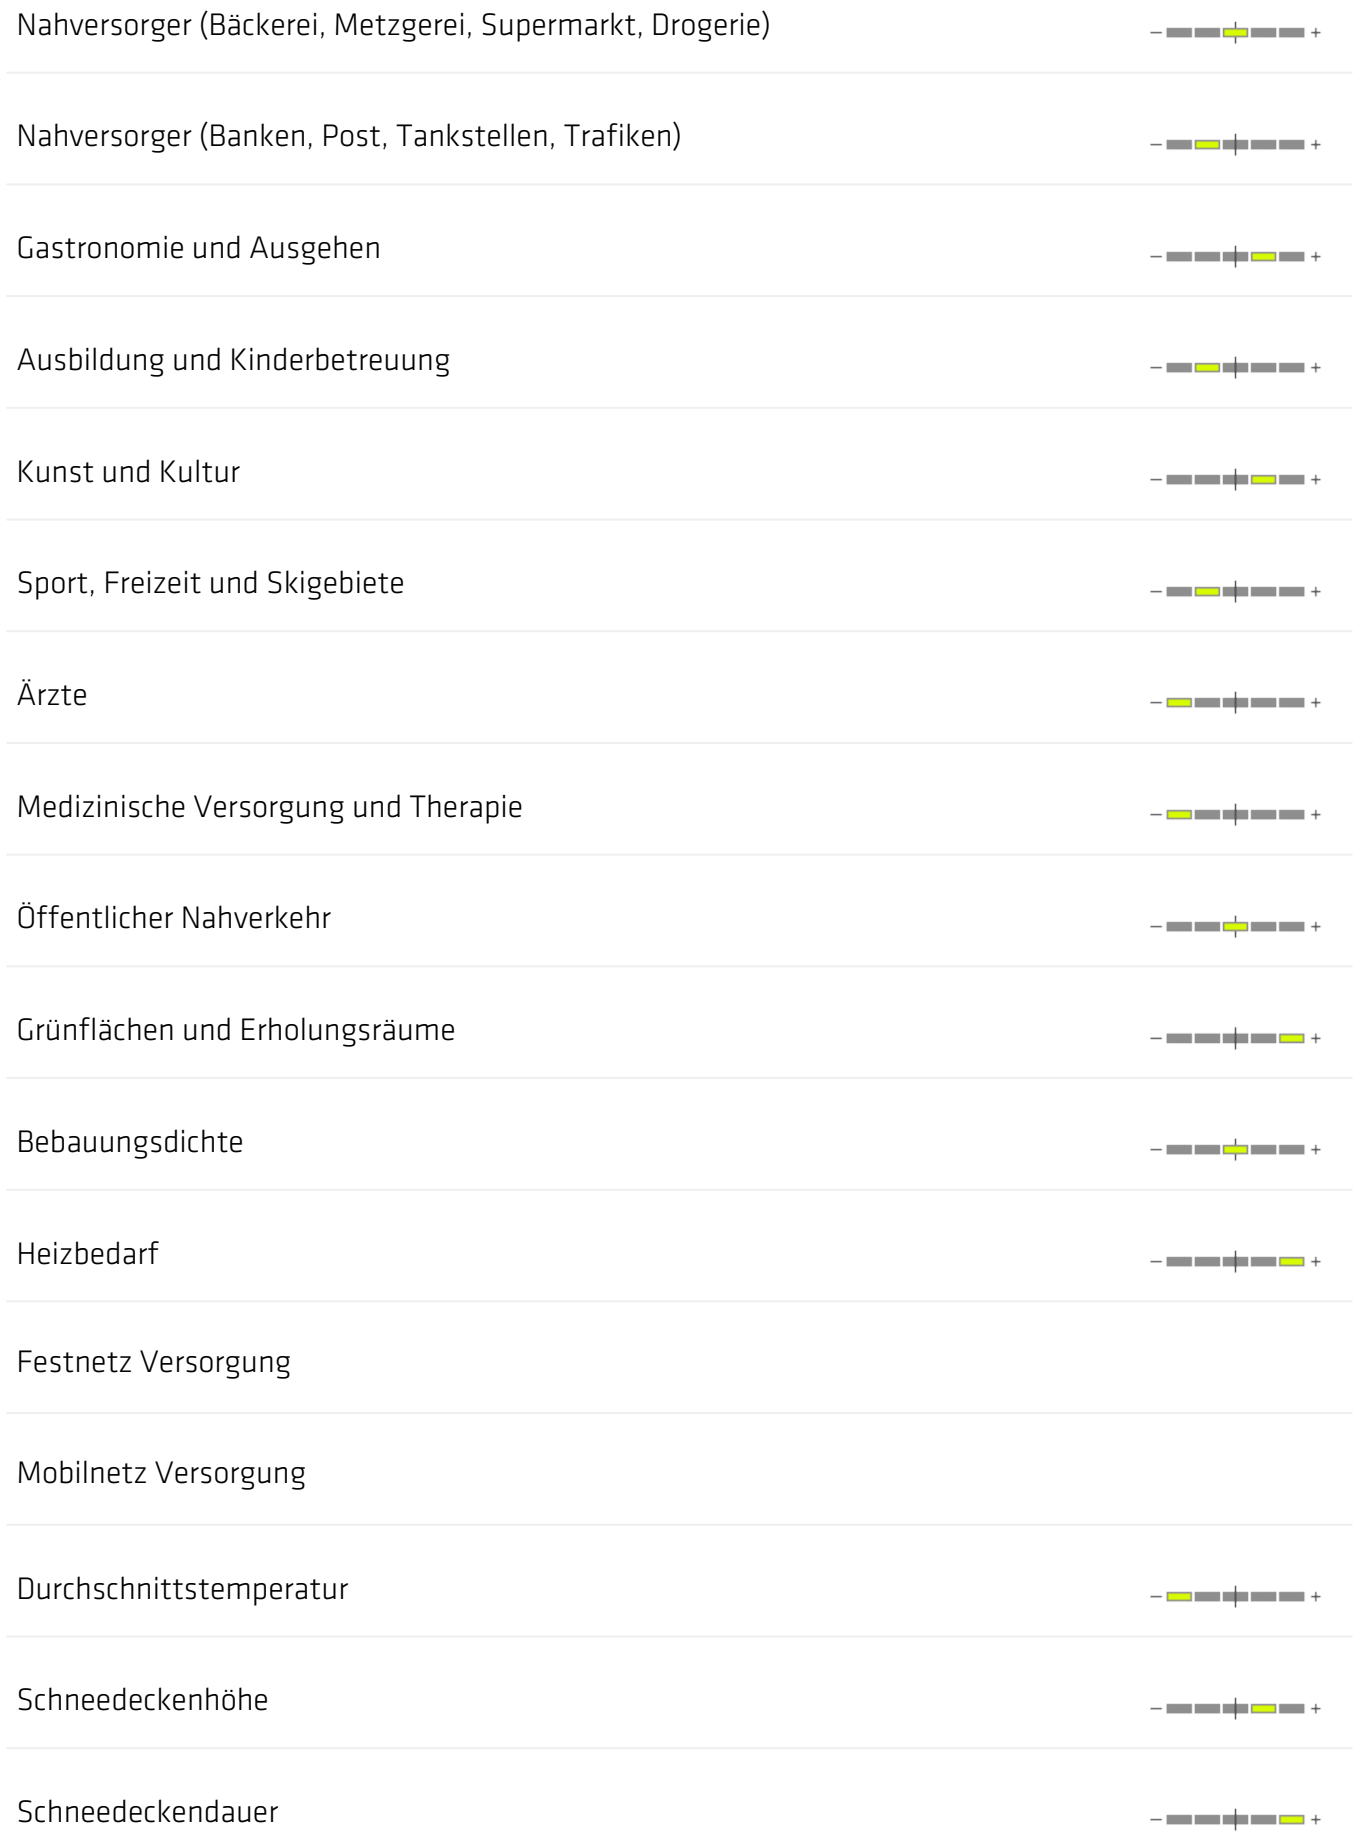 Nahversorger (Bäckerei, Metzgerei, Supermarkt, Drogerie) – +
Nahversorger (Banken, Post, Tankstellen, Trafiken) – +
Gastronomie und Ausgehen – +
Ausbildung und Kinderbetreuung – +
Kunst und Kultur – +
Sport, Freizeit und Skigebiete – +
Ärzte – +
Medizinische Versorgung und Therapie – +
Öffentlicher Nahverkehr – +
Grünflächen und Erholungsräume – +
Bebauungsdichte – +
Heizbedarf – +
Festnetz Versorgung
Mobilnetz Versorgung
Durchschnittstemperatur – +
Schneedeckenhöhe – +
Schneedeckendauer – +